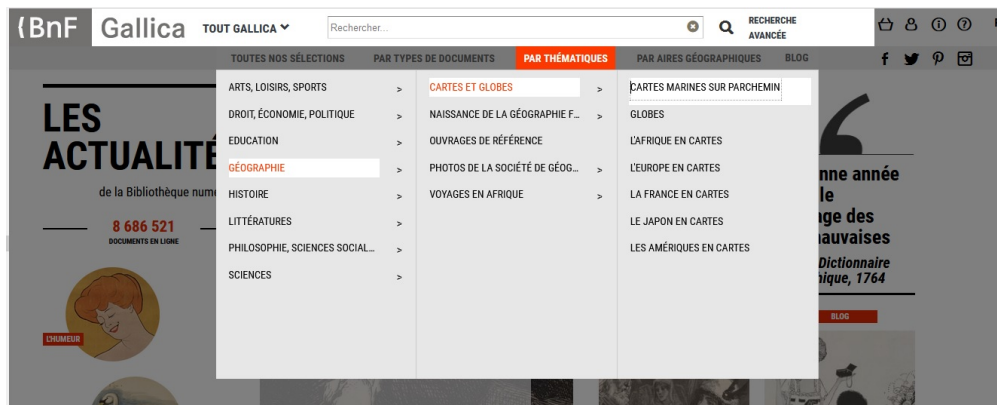 {BnF Gallica TOUT GALLICA Rechercher... RECHERCHE
AVANCÉE
TOUTES NOS SÉLECTIONS PAR TYPES DE DOCUMENTS PAR THÉMATIQUES PAR AIRES GÉOGRAPHIQUES BLOG
ARTS, LOISIRS, SPORTS >
DROIT, ÉCONOMIE, POLITIQUE >
EDUCATION >
GÉOGRAPHIE >
HISTOIRE >
LITTÉRATURES >
PHILOSOPHIE, SCIENCES SOCIAL... >
SCIENCES >
CARTES ET GLOBES >
NAISSANCE DE LA GÉOGRAPHIE F... >
OUVRAGES DE RÉFÉRENCE
PHOTOS DE LA SOCIÉTÉ DE GÉOG... >
VOYAGES EN AFRIQUE >
CARTES MARINES SUR PARCHEMIN
GLOBES
L'AFRIQUE EN CARTES
L'EUROPE EN CARTES
LA FRANCE EN CARTES
LE JAPON EN CARTES
LES AMÉRIQUES EN CARTES
LES
ACTUALITÉ
de la Bibliothèque numé
8 686 521
DOCUMENTS EN LIGNE
L'HUMEUR
nne année
le
age des
mauvaises
Dictionnaire
hique, 1764
BLOG